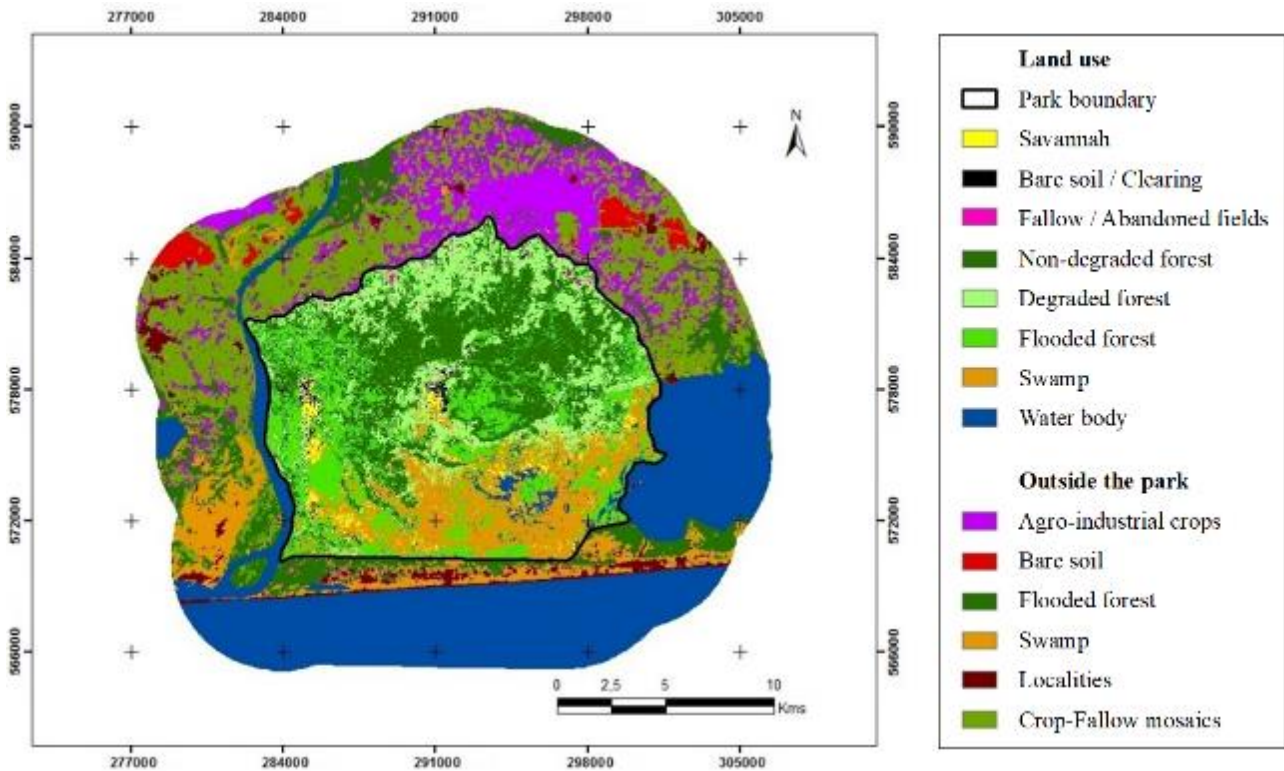 277000 284000 291000 298000 305000
590000 590000
584000 584000
578000 578000
572000 572000
566000 566000
N
0 2,5 5 10
Kms
277000 284000 291000 298000 305000
Land use
Park boundary
Savannah
Bare soil / Clearing
Fallow / Abandoned fields
Non-degraded forest
Degraded forest
Flooded forest
Swamp
Water body
Outside the park
Agro-industrial crops
Bare soil
Flooded forest
Swamp
Localities
Crop-Fallow mosaics